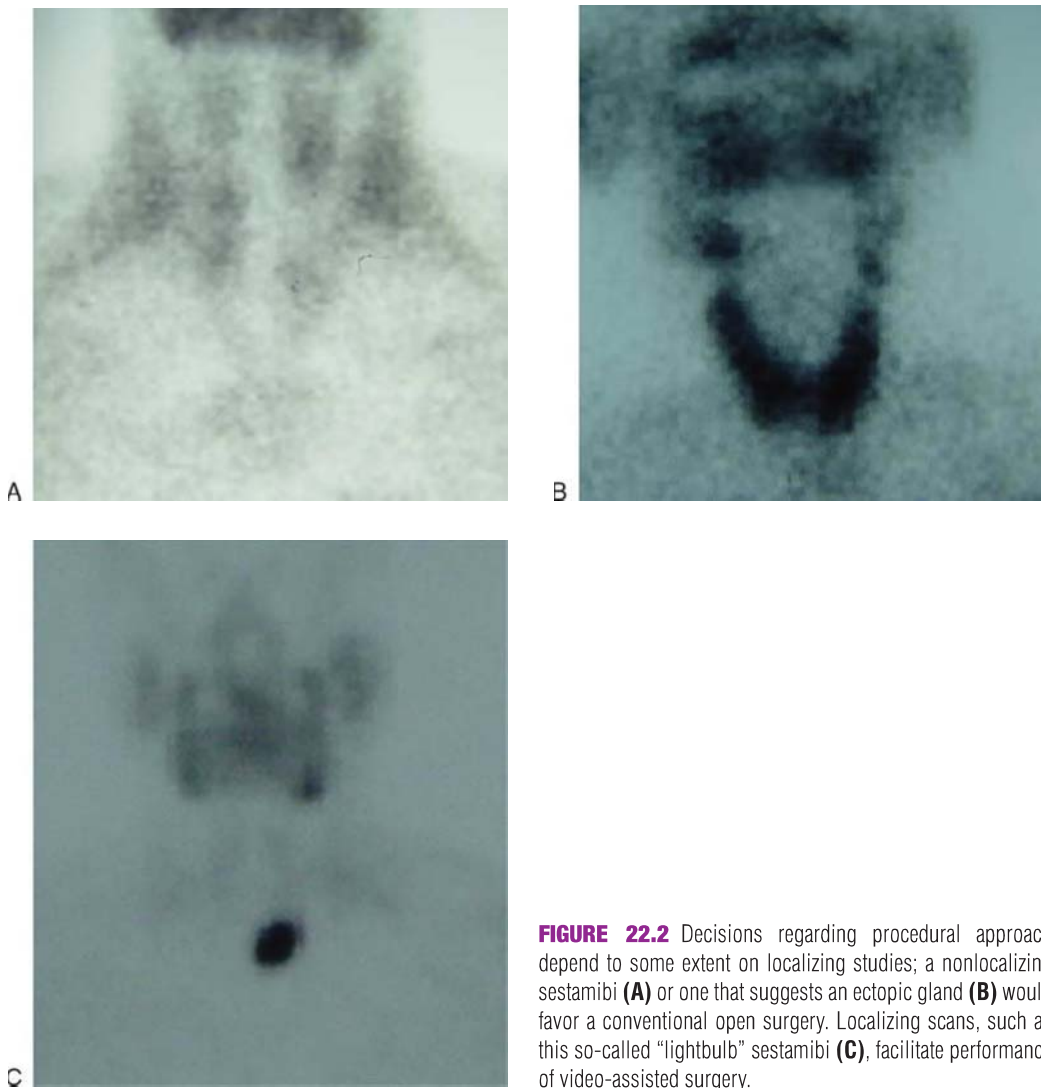 A
B
C
FIGURE 22.2 Decisions regarding procedural approac
depend to some extent on localizing studies; a nonlocalizin
sestamibi (A) or one that suggests an ectopic gland (B) woul
favor a conventional open surgery. Localizing scans, such a
this so-called “lightbulb” sestamibi (C), facilitate performanc
of video-assisted surgery.